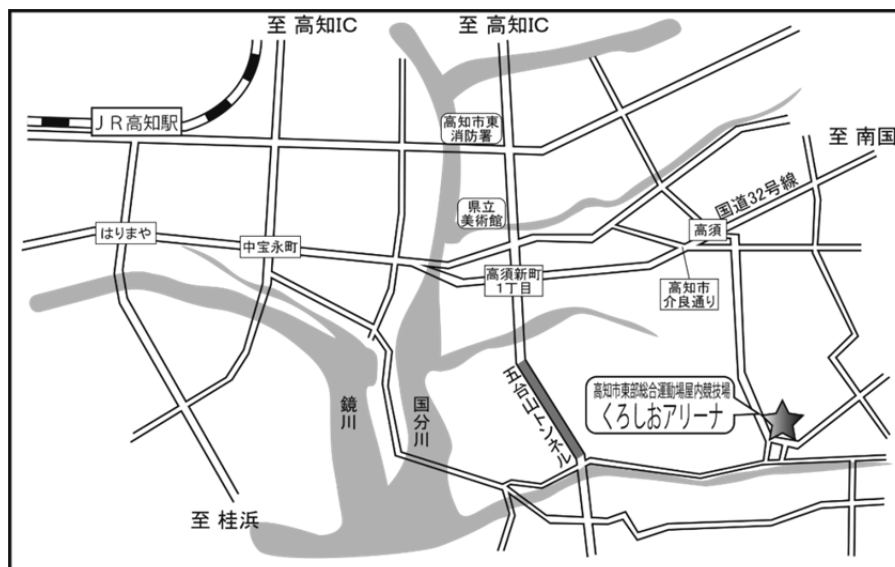 至 高知IC
至 高知IC
JR高知駅
高知市東
消防署
至 南国
国道32号線
県立
美術館
はりまや
中宝永町
高須
高須新町
1丁目
高知市
介良通り
五台山トンネル
高知市東部総合運動場屋内競技場
くろしおアリーナ
鏡川
国分川
至 桂浜